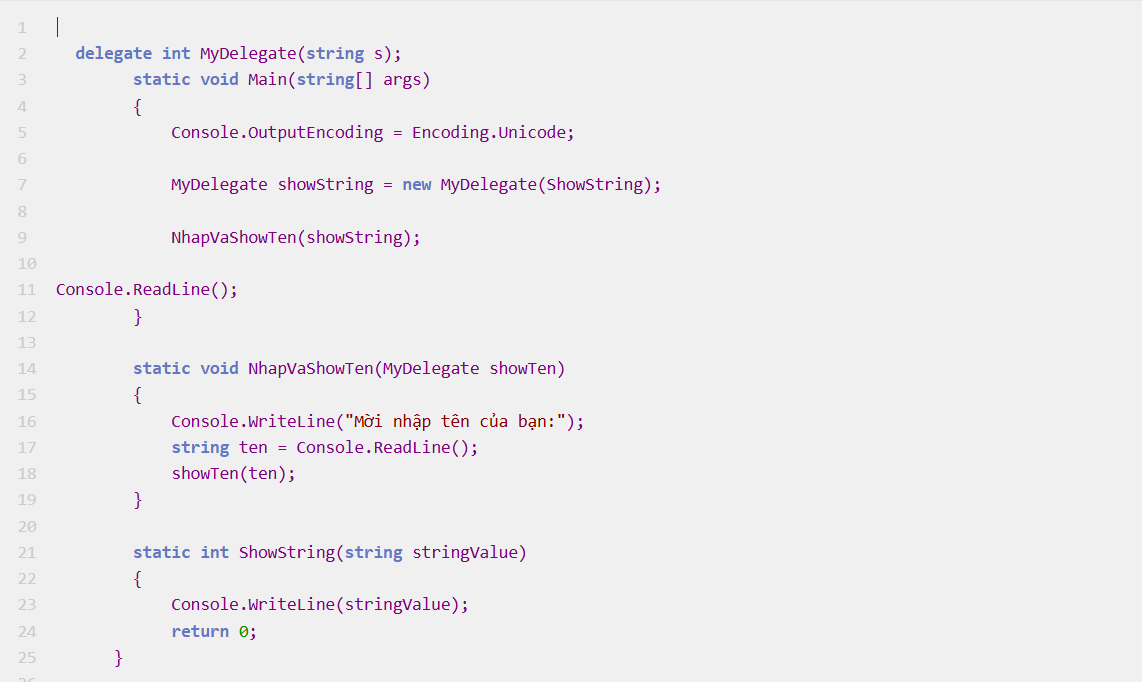 1
2 delegate int MyDelegate(string s);
3 static void Main(string[] args)
4 {
5 Console.OutputEncoding = Encoding.Unicode;
6
7 MyDelegate showString = new MyDelegate(ShowString);
8
9 NhapVaShowTen(showString);
10
11 Console.ReadLine();
12 }
13
14 static void NhapVaShowTen(MyDelegate showTen)
15 {
16 Console.WriteLine("Mời nhập tên của bạn:");
17 string ten = Console.ReadLine();
18 showTen(ten);
19 }
20
21 static int ShowString(string stringValue)
22 {
23 Console.WriteLine(stringValue);
24 return 0;
25 }